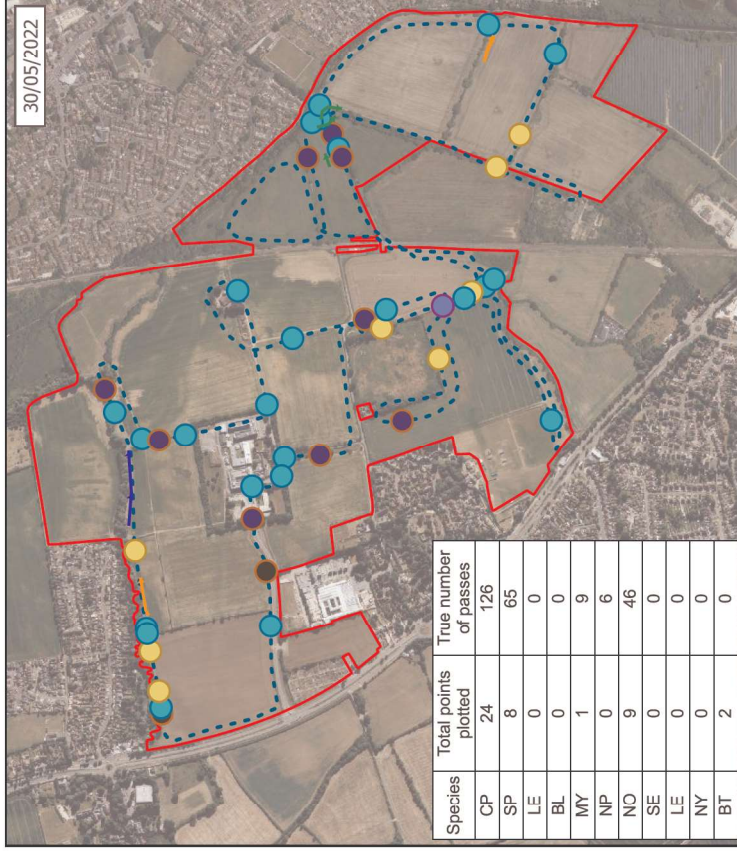 30/05/2022
Species Total points plotted True number of passes
CP 24 126
SP 8 65
LE 0 0
BL 0 0
MY 1 9
NP 0 6
NO 9 46
SE 0 0
LE 0 0
NY 0 0
BT 2 0